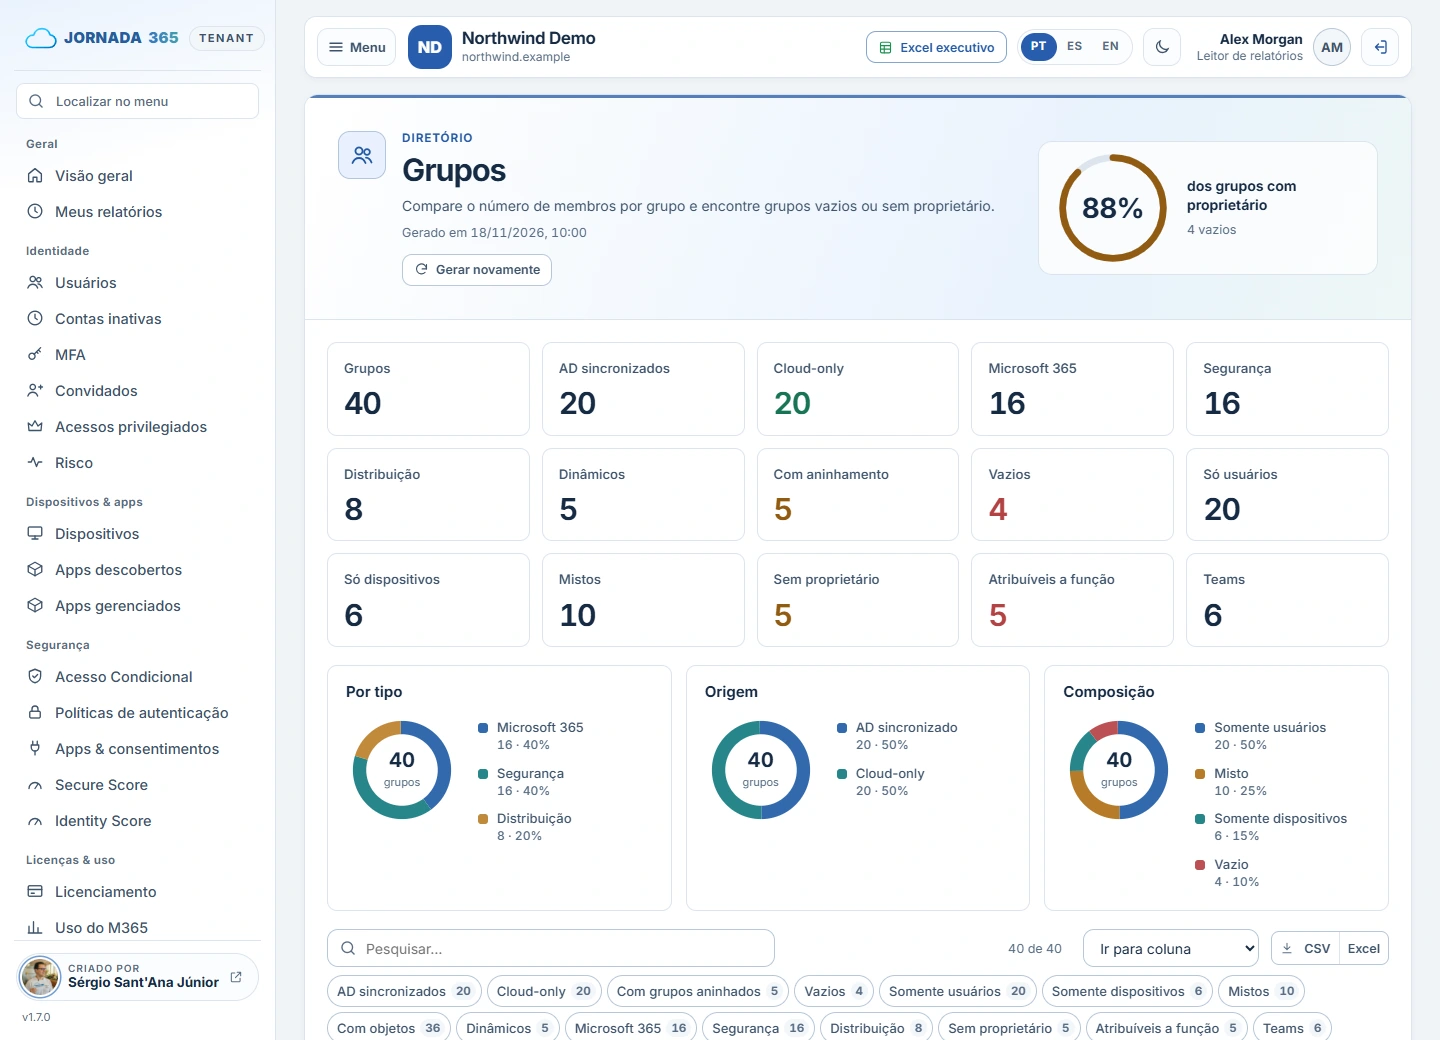 JORNADA 365 TENANT
Localizar no menu
Geral
Visão geral
Meus relatórios
Identidade
Usuários
Contas inativas
MFA
Convidados
Acessos privilegiados
Risco
Dispositivos & apps
Dispositivos
Apps descobertos
Apps gerenciados
Segurança
Acesso Condicional
Políticas de autenticação
Apps & consentimentos
Secure Score
Identity Score
Licenças & uso
Licenciamento
Uso do M365
CRIADO POR
Sérgio Sant'Ana Júnior
v1.7.0
Menu
ND
Northwind Demo
northwind.example
Excel executivo
PT ES EN
Alex Morgan
Leitor de relatórios
AM
DIRETÓRIO
Grupos
Compare o número de membros por grupo e encontre grupos vazios ou sem proprietário.
Gerado em 18/11/2026, 10:00
Gerar novamente
88%
dos grupos com
proprietário
4 vazios
Grupos
40
AD sincronizados
20
Cloud-only
20
Microsoft 365
16
Segurança
16
Distribuição
8
Dinâmicos
5
Com aninhamento
5
Vazios
4
Só usuários
20
Só dispositivos
6
Mistos
10
Sem proprietário
5
Atribuíveis a função
5
Teams
6
Por tipo
40
grupos
Microsoft 365
16 · 40%
Segurança
16 · 40%
Distribuição
8 · 20%
Origem
40
grupos
AD sincronizado
20 · 50%
Cloud-only
20 · 50%
Composição
40
grupos
Somente usuários
20 · 50%
Misto
10 · 25%
Somente dispositivos
6 · 15%
Vazio
4 · 10%
Pesquisar...
40 de 40
Ir para coluna
CSV Excel
AD sincronizados 20 Cloud-only 20 Com grupos aninhados 5 Vazios 4 Somente usuários 20 Somente dispositivos 6 Mistos 10
Com objetos 36 Dinâmicos 5 Microsoft 365 16 Segurança 16 Distribuição 8 Sem proprietário 5 Atribuíveis a função 5 Teams 6